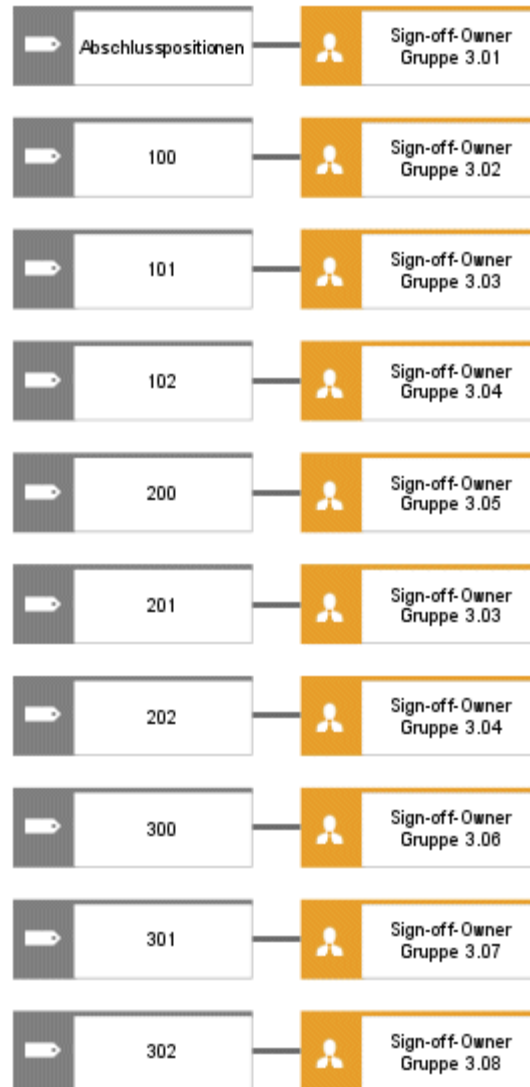 Abschlusspositionen
Sign-off-Owner
Gruppe 3.01
100
Sign-off-Owner
Gruppe 3.02
101
Sign-off-Owner
Gruppe 3.03
102
Sign-off-Owner
Gruppe 3.04
200
Sign-off-Owner
Gruppe 3.05
201
Sign-off-Owner
Gruppe 3.03
202
Sign-off-Owner
Gruppe 3.04
300
Sign-off-Owner
Gruppe 3.06
301
Sign-off-Owner
Gruppe 3.07
302
Sign-off-Owner
Gruppe 3.08